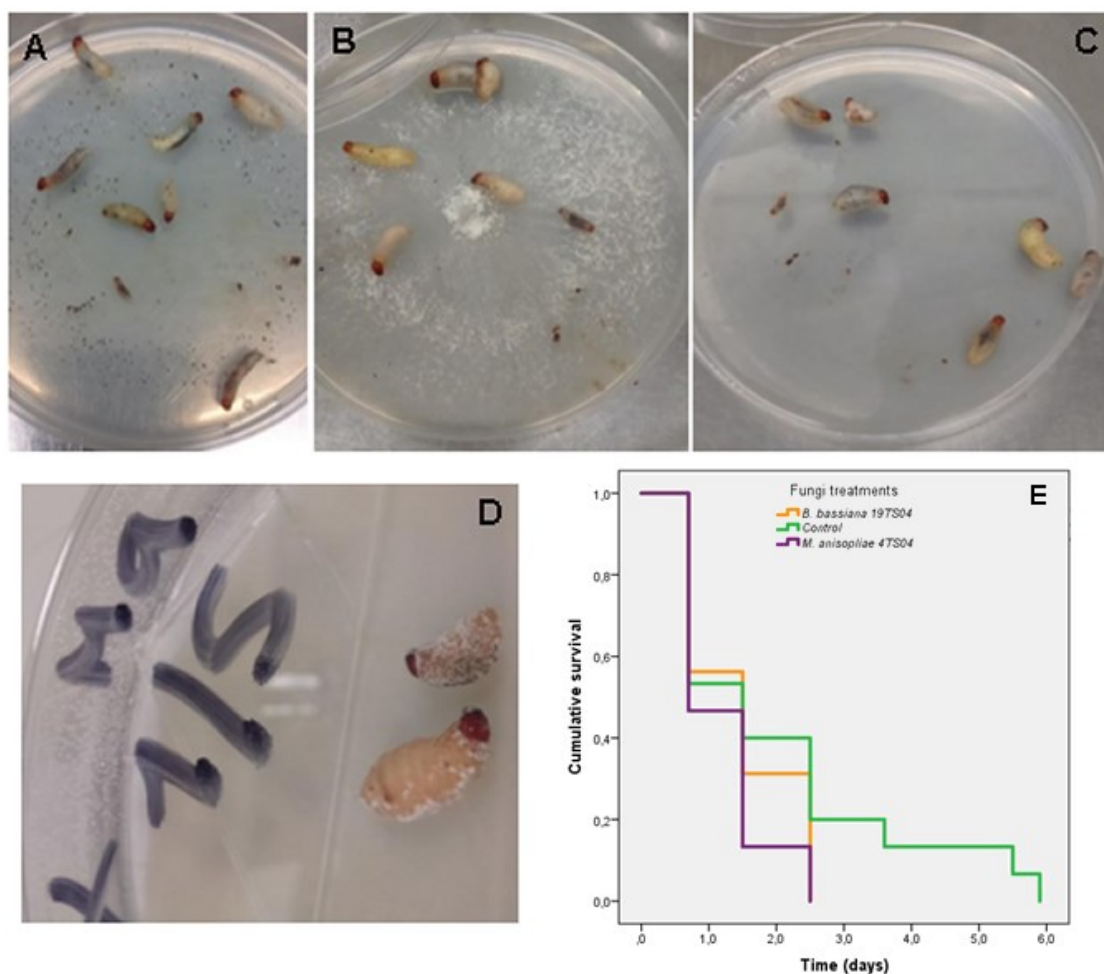 A
B
C
D
E
Fungi treatments
B. bassiana 19TS04
Control
M. anisopliae 4TS04
Cumulative survival
1,0
0,8
0,6
0,4
0,2
0,0
,0 1,0 2,0 3,0 4,0 5,0 6,0
Time (days)